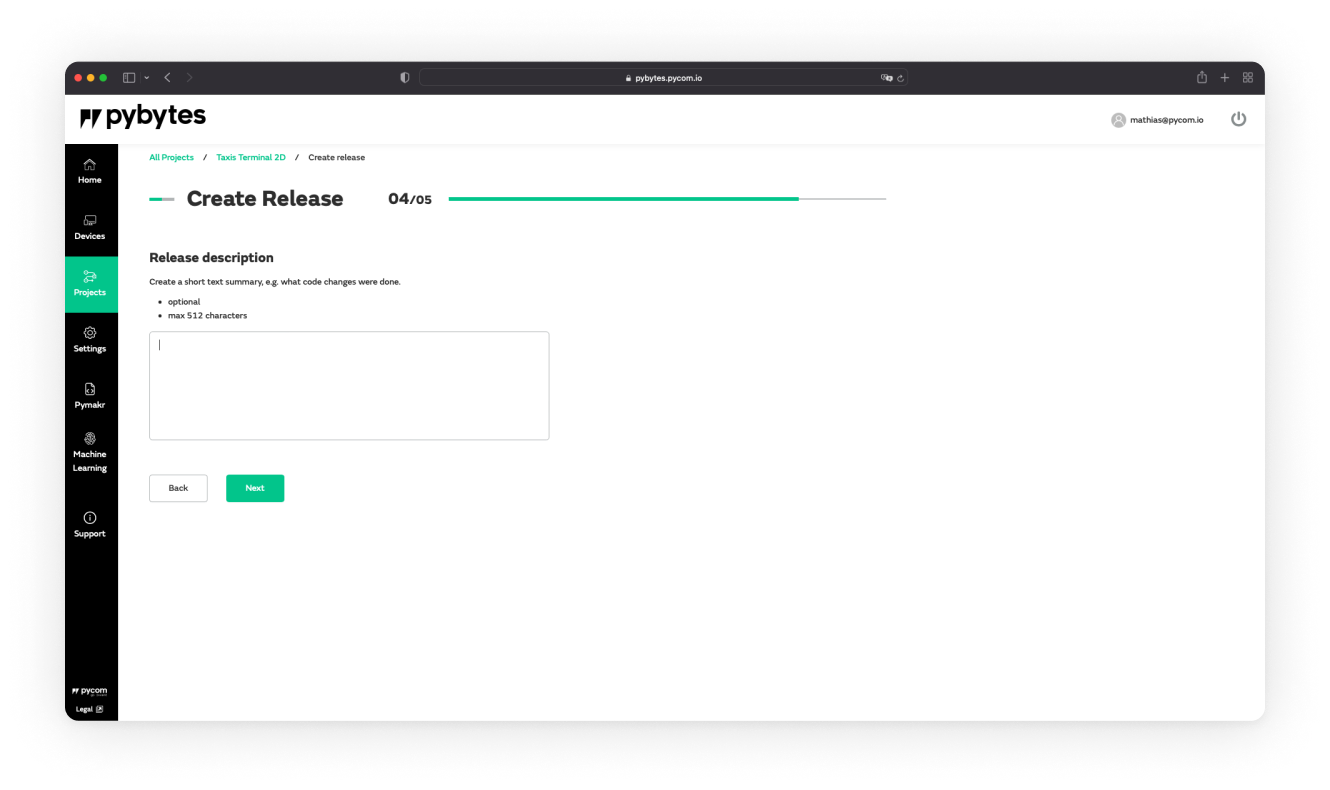 pybytes.pycom.io
pybytes
mathias@pycom.io
All Projects / Taxis Terminal 2D / Create release
Home
Create Release 04/05
Devices
Release description
Projects
Create a short text summary, e.g. what code changes were done.
• optional
• max 512 characters
Settings
Pymakr
Machine
Learning
Back Next
Support
pycom
Legal